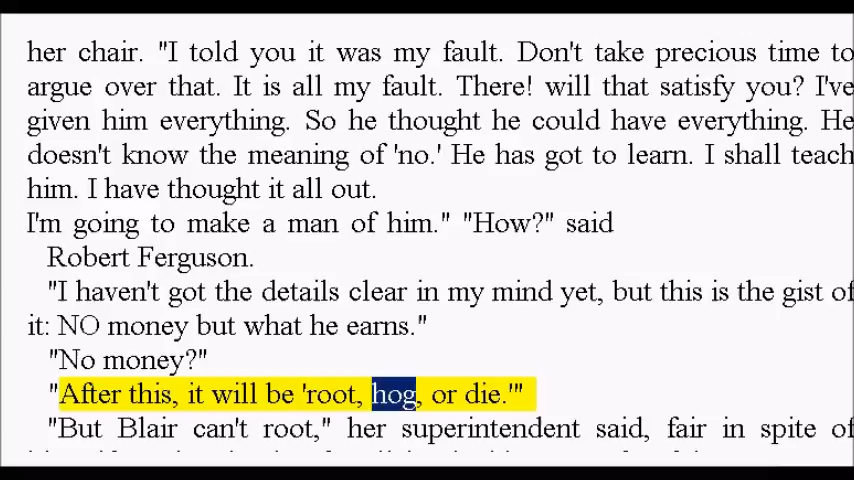 her chair. "I told you it was my fault. Don't take precious time to
argue over that. It is all my fault. There! will that satisfy you? I've
given him everything. So he thought he could have everything. He
doesn't know the meaning of 'no.' He has got to learn. I shall teach
him. I have thought it all out.
I'm going to make a man of him." "How?" said
Robert Ferguson.
"I haven't got the details clear in my mind yet, but this is the gist of
it: NO money but what he earns."
"No money?"
"After this, it will be 'root, hog, or die.'"
"But Blair can't root," her superintendent said, fair in spite of